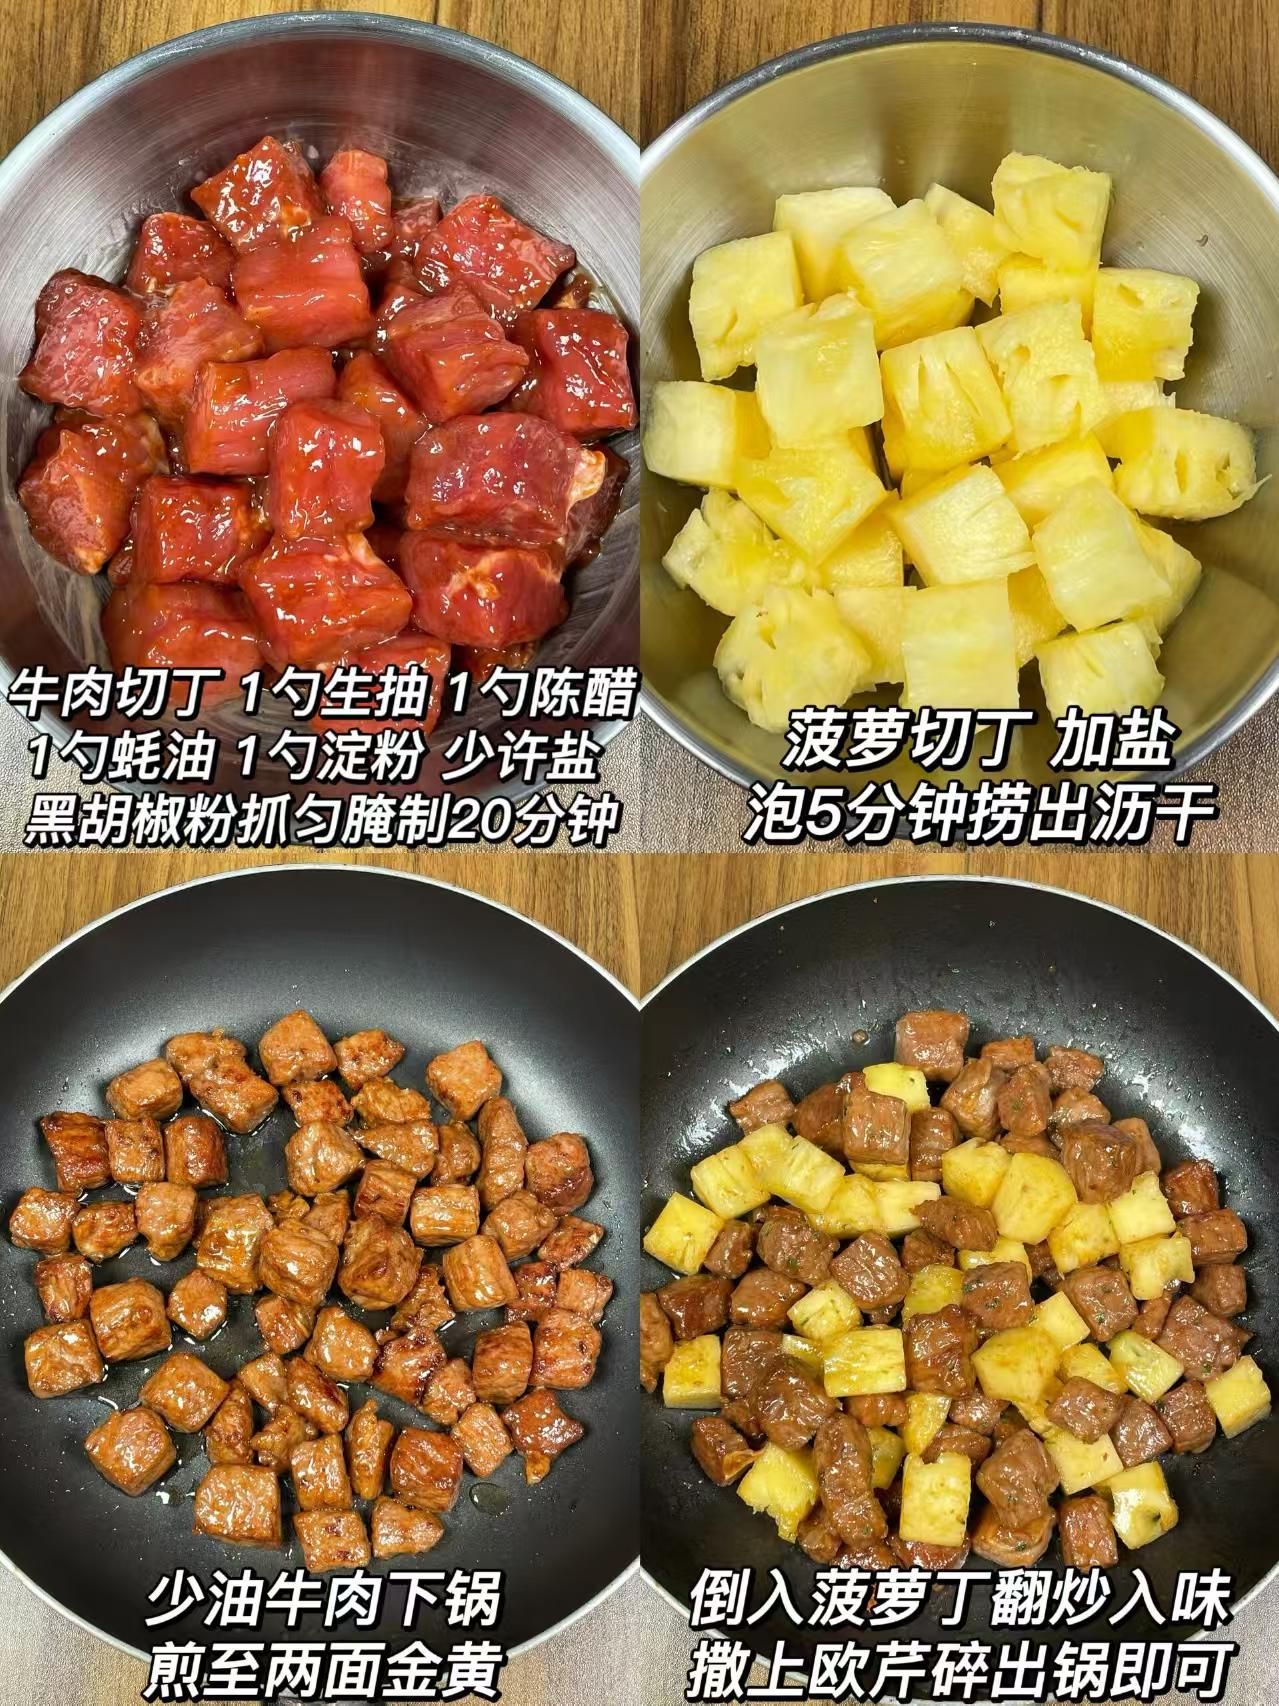 牛肉切丁 1勺生抽 1勺陈醋
1勺蚝油 1勺淀粉 少许盐
黑胡椒粉抓匀腌制20分钟
菠萝切丁 加盐
泡5分钟捞出沥干
少油牛肉下锅
煎至两面金黄
倒入菠萝丁翻炒入味
撒上欧芹碎出锅即可